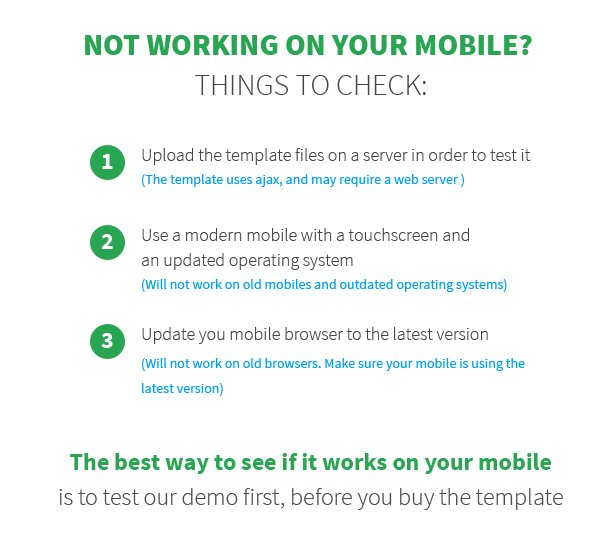 NOT WORKING ON YOUR MOBILE?
THINGS TO CHECK:
1 Upload the template files on a server in order to test it
(The template uses ajax, and may require a web server )
2 Use a modern mobile with a touchscreen and
an updated operating system
(Will not work on old mobiles and outdated operating systems)
3 Update you mobile browser to the latest version
(Will not work on old browsers. Make sure your mobile is using the
latest version)
The best way to see if it works on your mobile
is to test our demo first, before you buy the template